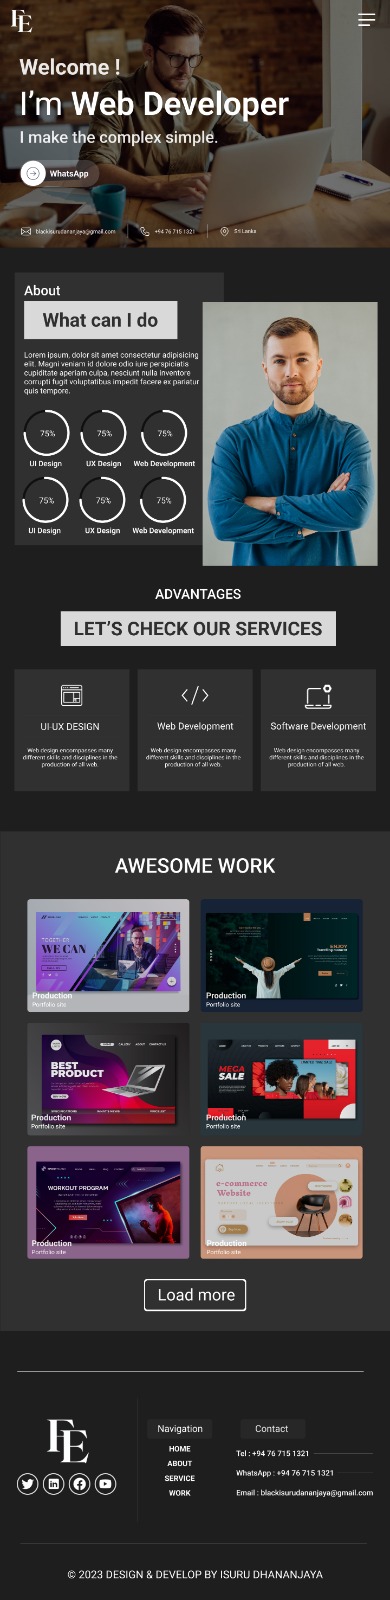 FE
Welcome !
I'm Web Developer
I make the complex simple.
WhatsApp
blackisurudananjaya@gmail.com
+94 76 715 1321
Sri Lanka
About
What can I do
Lorem ipsum, dolor sit amet consectetur adipisicing
elit. Magni veniam id dolore odio iure perspiciatis
cupiditate aperiam culpa, nesciunt nulla inventore
corrupti fugit voluptatibus impedit facere ex pariatur
quis tempore.
75% 75% 75%
UI Design UX Design Web Development
75% 75% 75%
UI Design UX Design Web Development
ADVANTAGES
LET'S CHECK OUR SERVICES
UI-UX DESIGN
Web design encompasses many
different skills and disciplines in the
production of all web.
Web Development
Web design encompasses many
different skills and disciplines in the
production of all web.
Software Development
Web design encompasses many
different skills and disciplines in the
production of all web.
AWESOME WORK
TOGETHER
WE CAN
Production
Portfolio site
ENJOY
Production
Portfolio site
BEST
PRODUCT
Production
Portfolio site
MEGA
SALE
Production
Portfolio site
WORKOUT PROGRAM
Production
Portfolio site
e-commerce
Website
Production
Portfolio site
Load more
FE
Navigation
HOME
ABOUT
SERVICE
WORK
Contact
Tel : +94 76 715 1321
WhatsApp : +94 76 715 1321
Email : blackisurudananjaya@gmail.com
© 2023 DESIGN & DEVELOP BY ISURU DHANANJAYA